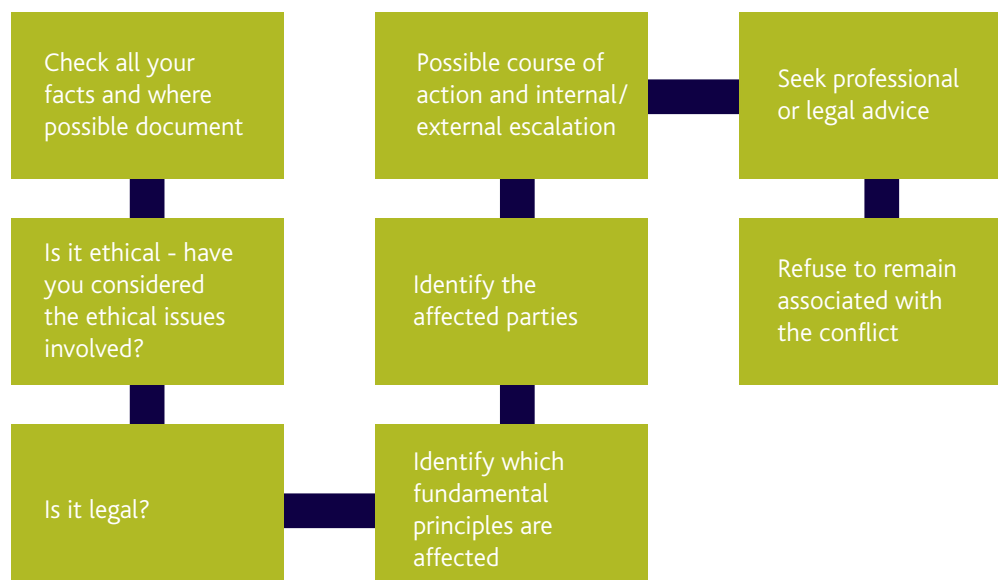 Check all your
facts and where
possible document
Is it ethical - have
you considered
the ethical issues
involved?
Is it legal?
Identify which
fundamental
principles are
affected
Identify the
affected parties
Possible course of
action and internal/
external escalation
Seek professional
or legal advice
Refuse to remain
associated with
the conflict